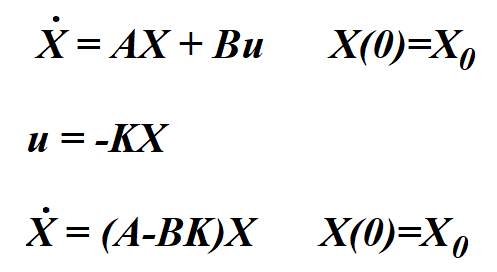 Ẋ = AX + Bu X(0)=X₀
u = -KX
Ẋ = (A-BK)X X(0)=X₀